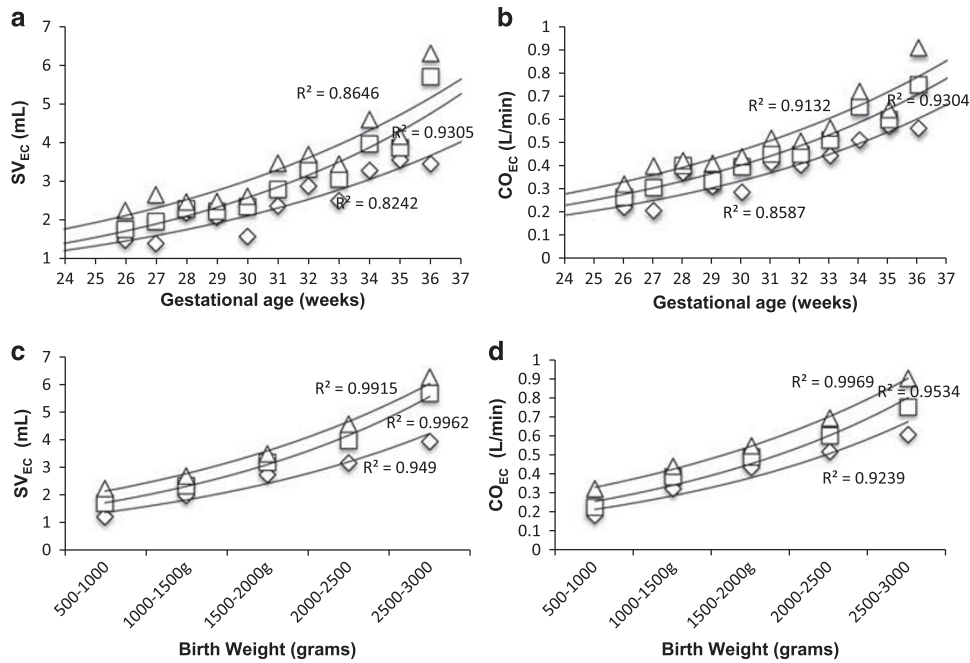 a
7
6
5
4
3
2
1
SV_EC (mL)
R² = 0.8646
R² = 0.9305
R² = 0.8242
24 25 26 27 28 29 30 31 32 33 34 35 36 37
Gestational age (weeks)
b
1
0.9
0.8
0.7
0.6
0.5
0.4
0.3
0.2
0.1
0
CO_EC (L/min)
R² = 0.9132
R² = 0.9304
R² = 0.8587
24 25 26 27 28 29 30 31 32 33 34 35 36 37
Gestational age (weeks)
c
7
6
5
4
3
2
1
0
SV_EC (mL)
R² = 0.9915
R² = 0.9962
R² = 0.949
500-1000
1000-1500g
1500-2000g
2000-2500
2500-3000
Birth Weight (grams)
d
1
0.9
0.8
0.7
0.6
0.5
0.4
0.3
0.2
0.1
0
CO_EC (L/min)
R² = 0.9969
R² = 0.9534
R² = 0.9239
500-1000
1000-1500g
1500-2000g
2000-2500
2500-3000
Birth Weight (grams)